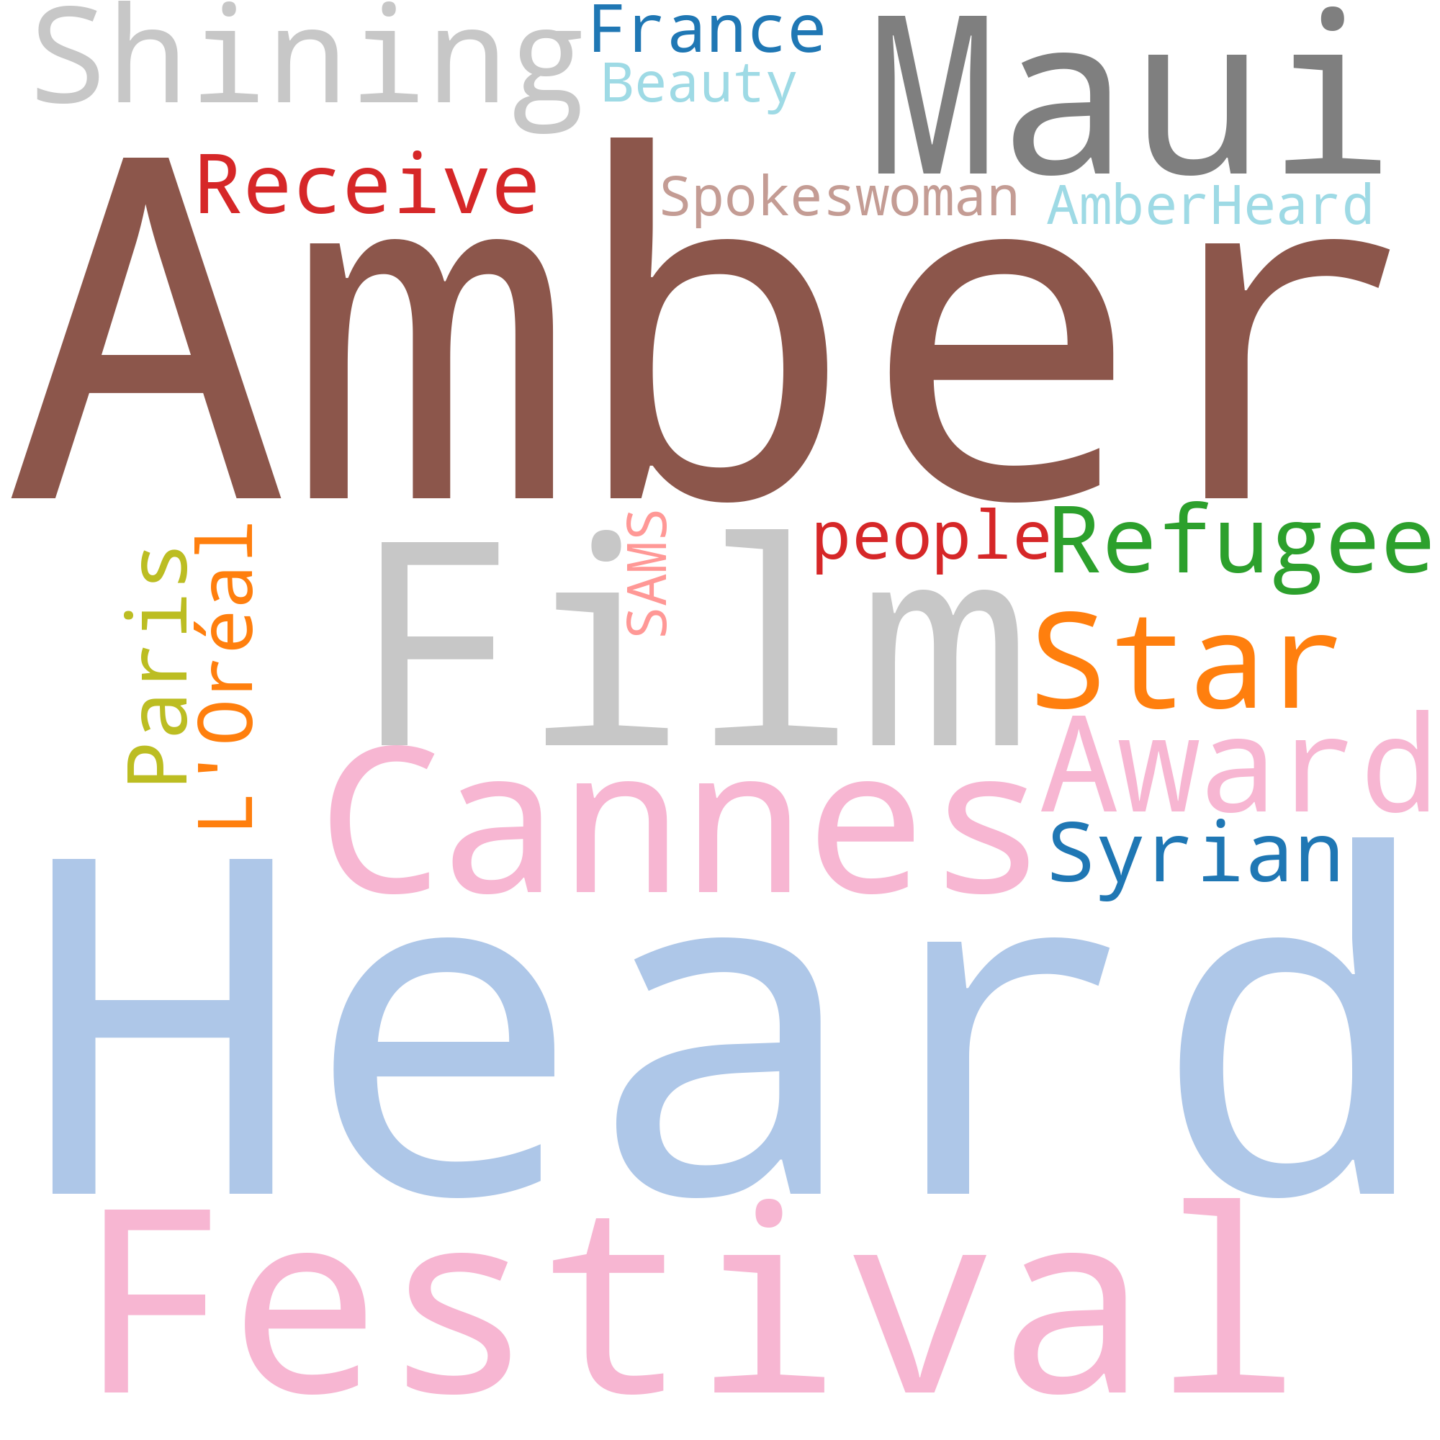 Shining
France
Beauty
Maui
Receive
Spokeswoman
AmberHeard
Amber
people
Refugee
SAMS
Paris
L'Oréal
Film
Star
Cannes
Award
Syrian
Heard
Festival